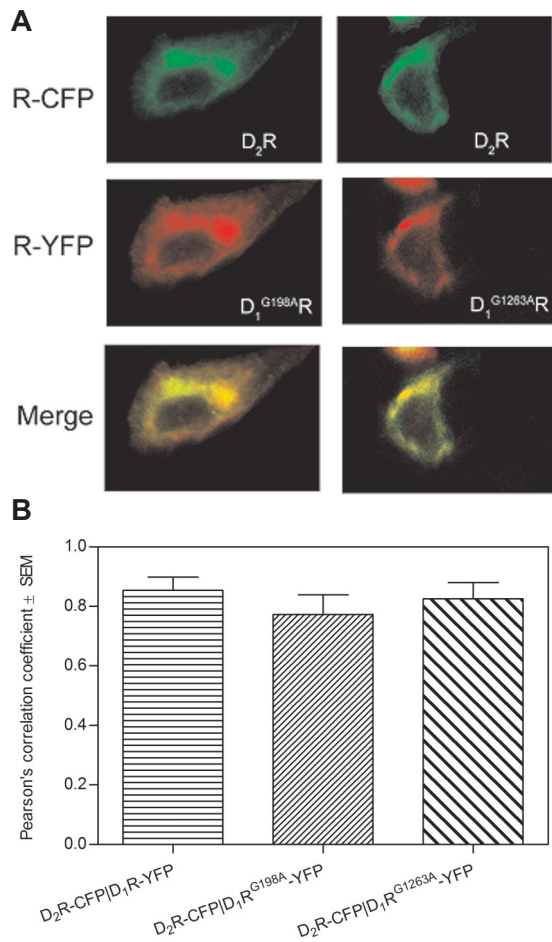 A
R-CFP
D₂R
D₂R
R-YFP
D₁ᴳ¹⁹⁸ᴬR
D₁ᴳ¹²⁶³ᴬR
Merge
B
Pearson's correlation coefficient ± SEM
1.0
0.8
0.6
0.4
0.2
0.0
D₂R-CFP|D₁R-YFP
D₂R-CFP|D₁Rᴳ¹⁹⁸ᴬ-YFP
D₂R-CFP|D₁Rᴳ¹²⁶³ᴬ-YFP